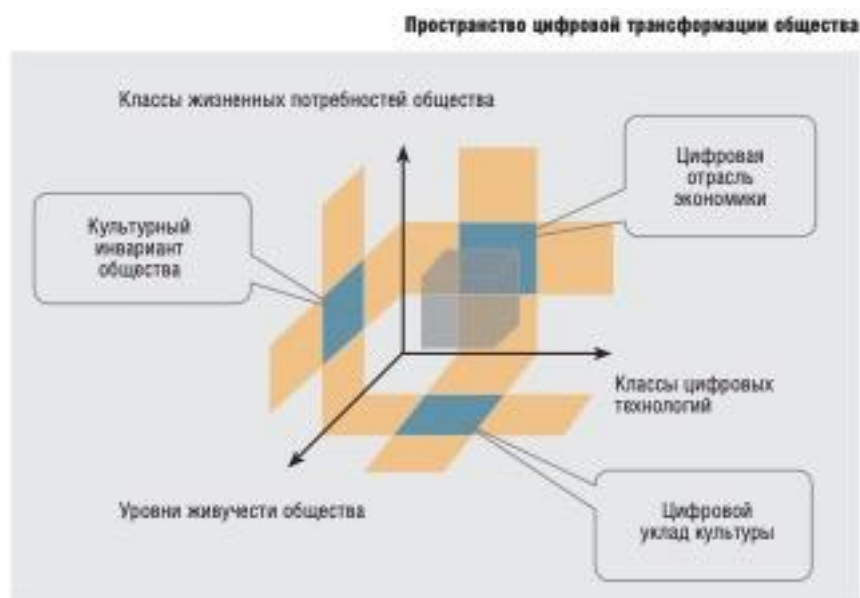 Пространство цифровой трансформации общества
Классы жизненных потребностей общества
Цифровая
отрасль
экономики
Культурный
инвариант
общества
Классы цифровых
технологий
Уровни живучести общества
Цифровой
уклад культуры